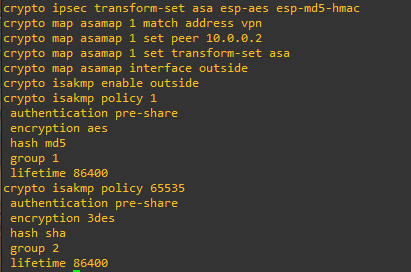 crypto ipsec transform-set asa esp-aes esp-md5-hmac
crypto map asamap 1 match address vpn
crypto map asamap 1 set peer 10.0.0.2
crypto map asamap 1 set transform-set asa
crypto map asamap interface outside
crypto isakmp enable outside
crypto isakmp policy 1
 authentication pre-share
 encryption aes
 hash md5
 group 1
 lifetime 86400
crypto isakmp policy 65535
 authentication pre-share
 encryption 3des
 hash sha
 group 2
 lifetime 86400